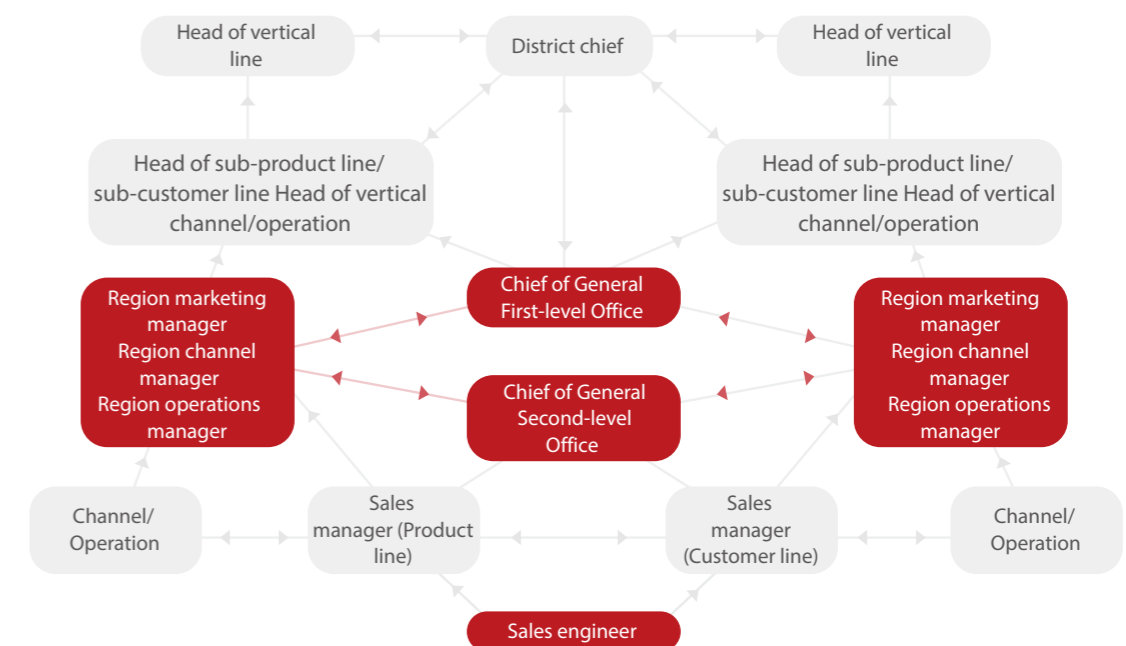 Head of vertical
line
District chief
Head of vertical
line
Head of sub-product line/
sub-customer line Head of vertical
channel/operation
Head of sub-product line/
sub-customer line Head of vertical
channel/operation
Region marketing
manager
Region channel
manager
Region operations
manager
Chief of General
First-level Office
Region marketing
manager
Region channel
manager
Region operations
manager
Chief of General
Second-level
Office
Channel/
Operation
Sales
manager (Product
line)
Sales
manager
(Customer line)
Channel/
Operation
Sales engineer